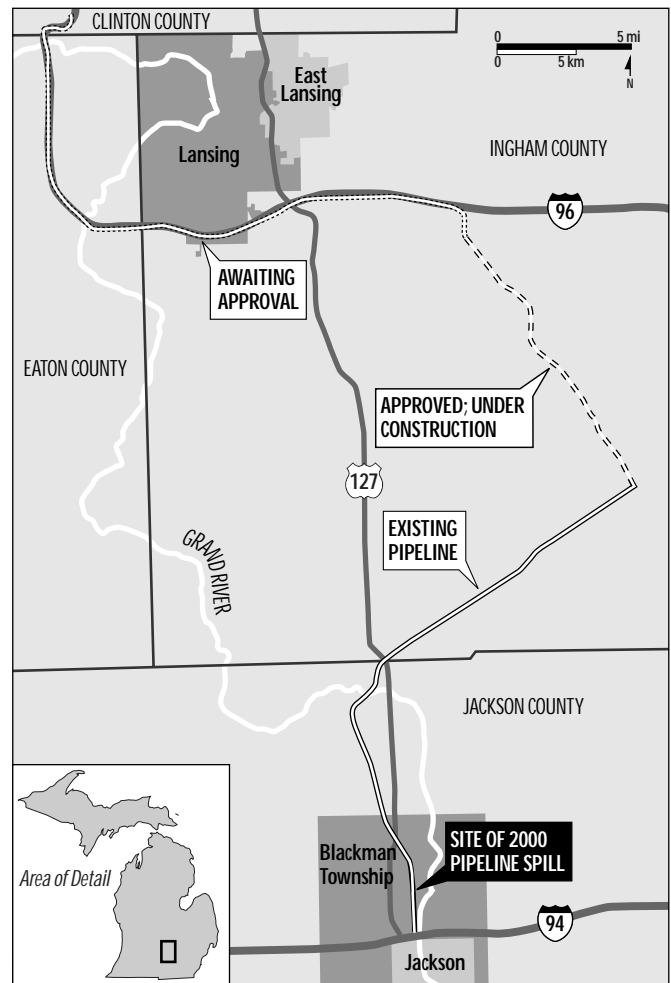 CLINTON COUNTY
0 5 mi
0 5 km
N
East
Lansing
Lansing
INGHAM COUNTY
96
AWAITING
APPROVAL
EATON COUNTY
APPROVED; UNDER
CONSTRUCTION
127
EXISTING
PIPELINE
GRAND RIVER
JACKSON COUNTY
SITE OF 2000
PIPELINE SPILL
Blackman
Township
Area of Detail
94
Jackson